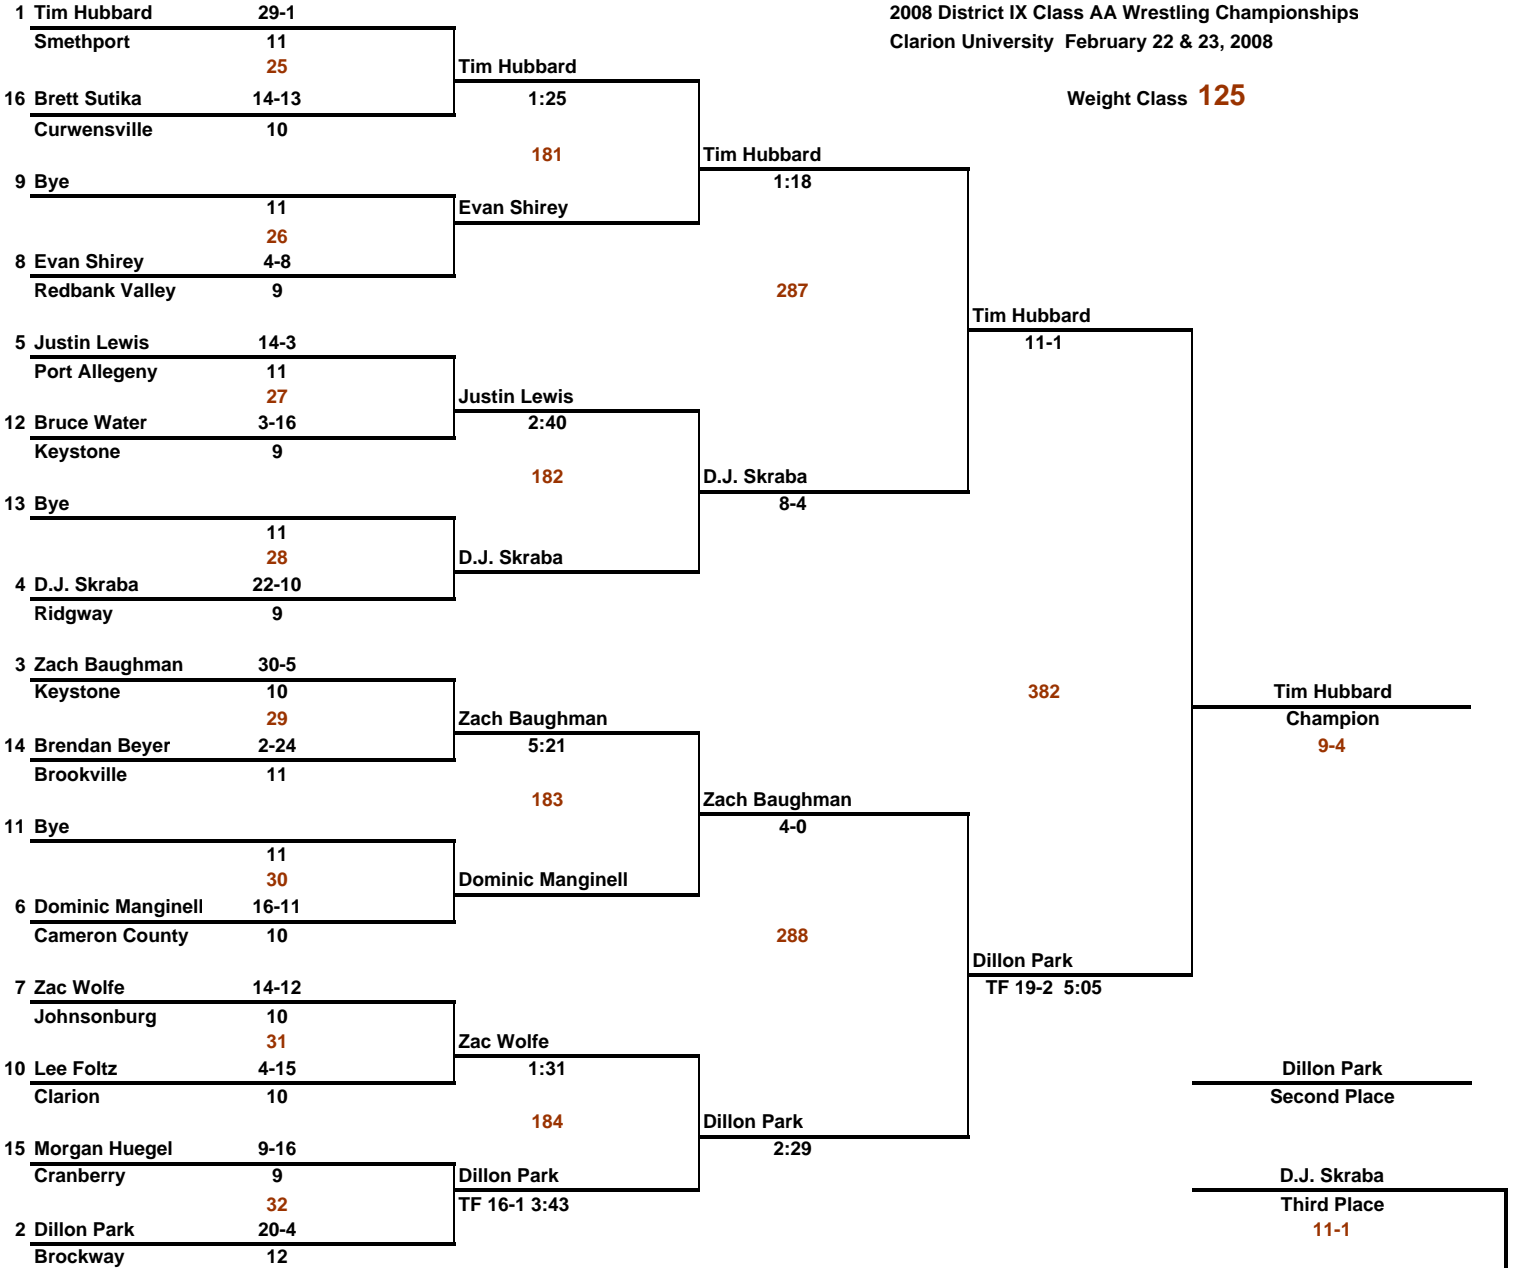 1 Tim Hubbard 29-1
2008 District IX Class AA Wrestling Championships
Smethport 11
Clarion University February 22 & 23, 2008
25
Tim Hubbard
16 Brett Sutika 14-13
1:25
Weight Class 125
Curwensville 10
181
Tim Hubbard
9 Bye
1:18
11
Evan Shirey
26
8 Evan Shirey 4-8
Redbank Valley 9
287
Tim Hubbard
5 Justin Lewis 14-3
11-1
Port Allegeny 11
27
Justin Lewis
12 Bruce Water 3-16
2:40
Keystone 9
182
D.J. Skraba
13 Bye
8-4
11
28
D.J. Skraba
4 D.J. Skraba 22-10
Ridgway 9
3 Zach Baughman 30-5
Keystone 10
382
Tim Hubbard
29
Zach Baughman
Champion
14 Brendan Beyer 2-24
5:21
9-4
Brookville 11
183
Zach Baughman
11 Bye
4-0
11
30
Dominic Manginell
6 Dominic Manginell 16-11
Cameron County 10
288
Dillon Park
7 Zac Wolfe 14-12
TF 19-2 5:05
Johnsonburg 10
31
Zac Wolfe
10 Lee Foltz 4-15
1:31
Dillon Park
Clarion 10
Second Place
184
Dillon Park
15 Morgan Huegel 9-16
2:29
Cranberry 9
Dillon Park
D.J. Skraba
32
TF 16-1 3:43
Third Place
2 Dillon Park 20-4
11-1
Brockway 12